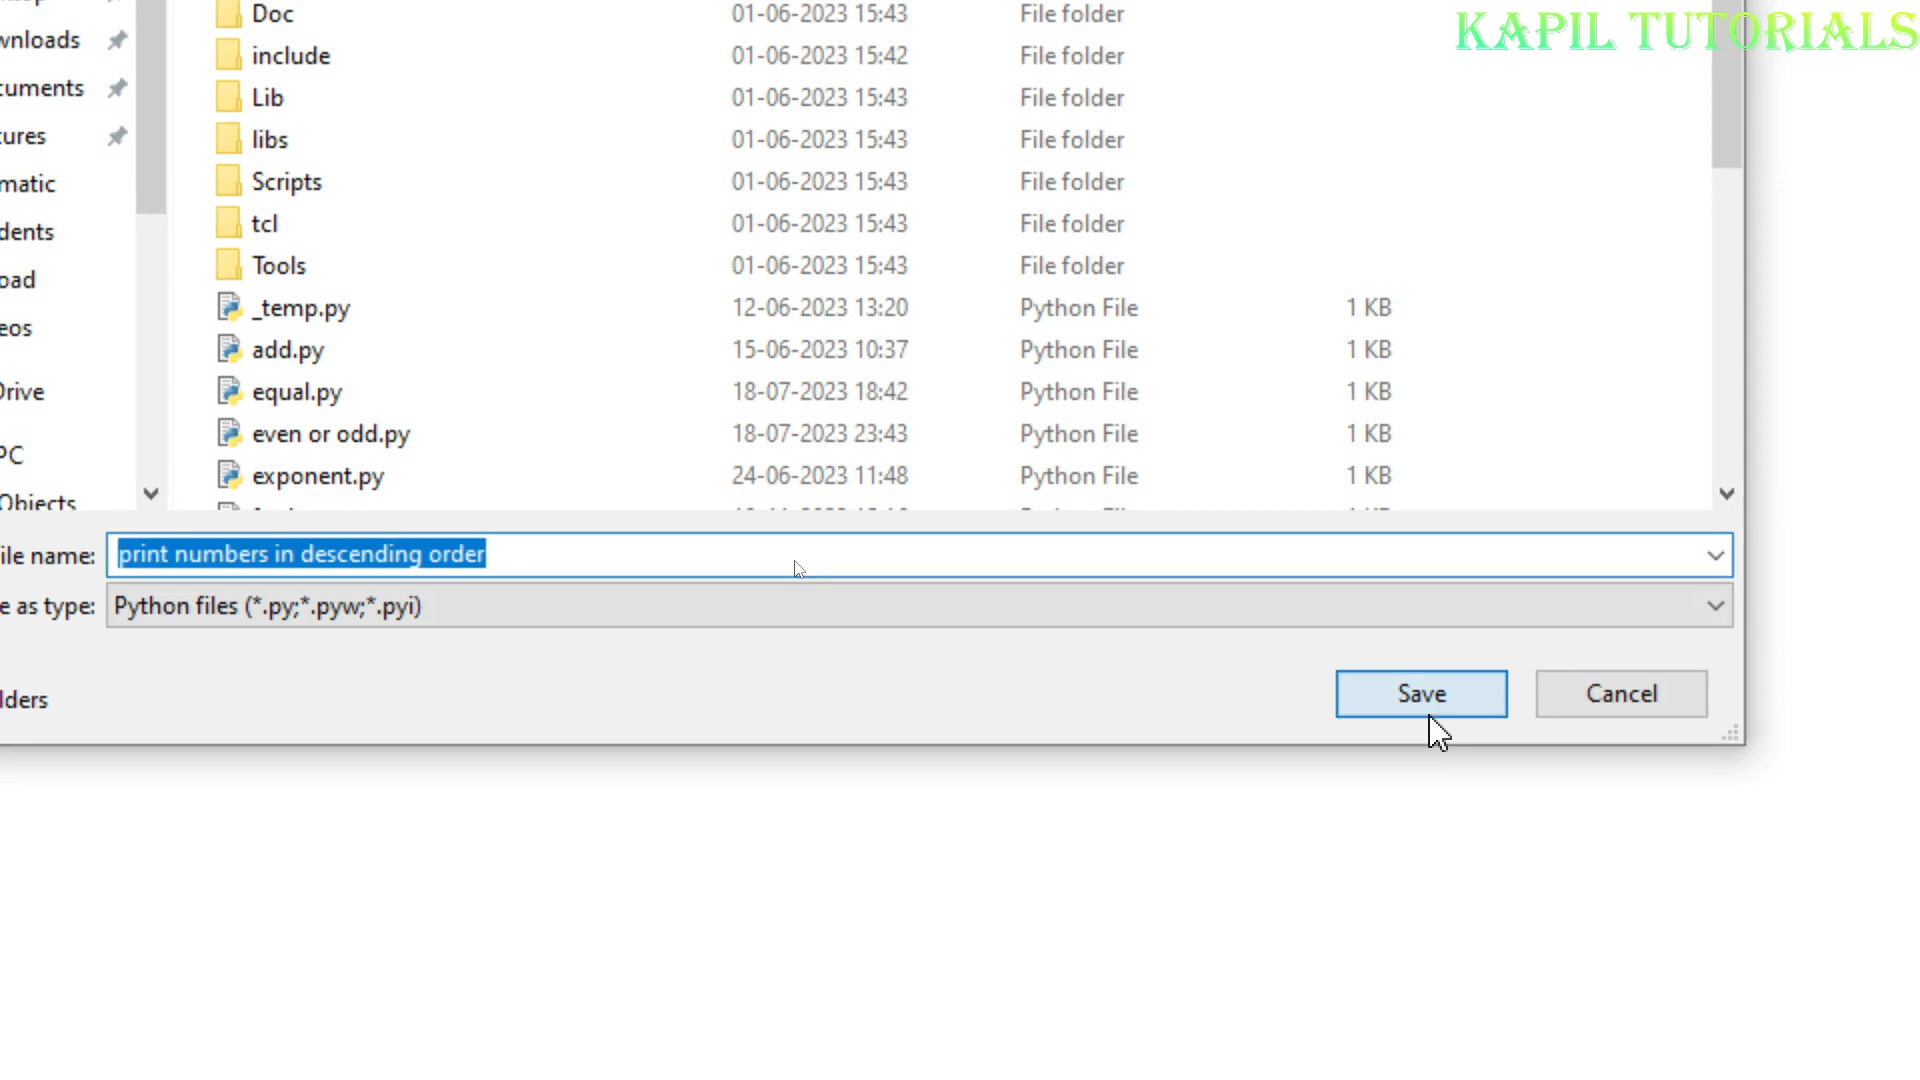 KAPIL TUTORIALS
Doc 01-06-2023 15:43 File folder
wnloads
include 01-06-2023 15:42 File folder
cuments
Lib 01-06-2023 15:43 File folder
tures
libs 01-06-2023 15:43 File folder
matic
Scripts 01-06-2023 15:43 File folder
dents
tcl 01-06-2023 15:43 File folder
oad
Tools 01-06-2023 15:43 File folder
eos
_temp.py 12-06-2023 13:20 Python File 1 KB
add.py 15-06-2023 10:37 Python File 1 KB
Drive
equal.py 18-07-2023 18:42 Python File 1 KB
even or odd.py 18-07-2023 23:43 Python File 1 KB
PC
exponent.py 24-06-2023 11:48 Python File 1 KB
Objects
ile name: print numbers in descending order
e as type: Python files (*.py;*.pyw;*.pyi)
lders
Save Cancel